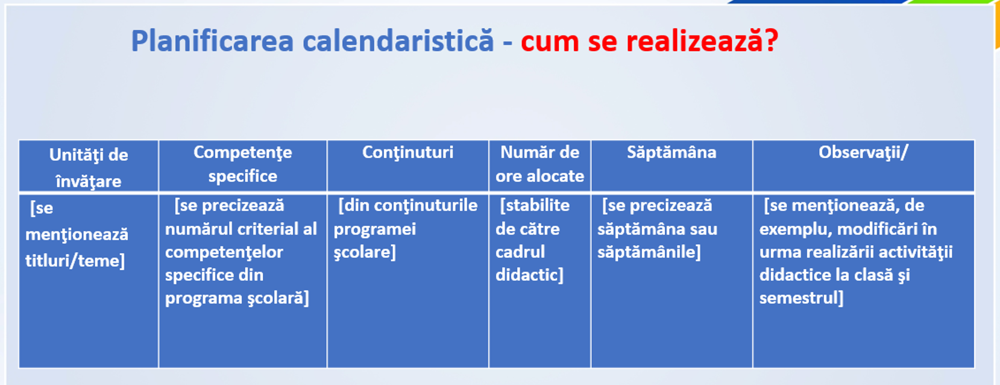 Planificarea calendaristică - cum se realizează?
Unităţi de
învăţare
Competenţe
specifice
Conţinuturi
Număr de
ore alocate
Săptămâna
Observaţii/
[se
menţionează
titluri/teme]
[se precizează
numărul criterial al
competenţelor
specifice din
programa şcolară]
[din conţinuturile
programei
şcolare]
[stabilite
de către
cadrul
didactic]
[se precizează
săptămâna sau
săptămânile]
[se menţionează, de
exemplu, modificări în
urma realizării activităţii
didactice la clasă şi
semestrul]